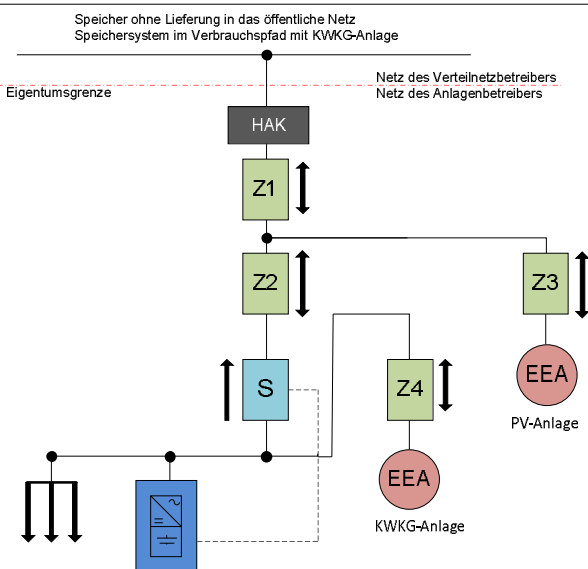 Speicher ohne Lieferung in das öffentliche Netz
Speichersystem im Verbrauchspfad mit KWKG-Anlage
Netz des Verteilnetzbetreibers
Eigentumsgrenze
Netz des Anlagenbetreibers
HAK
Z1
Z2
Z3
S
Z4
EEA
PV-Anlage
EEA
KWKG-Anlage